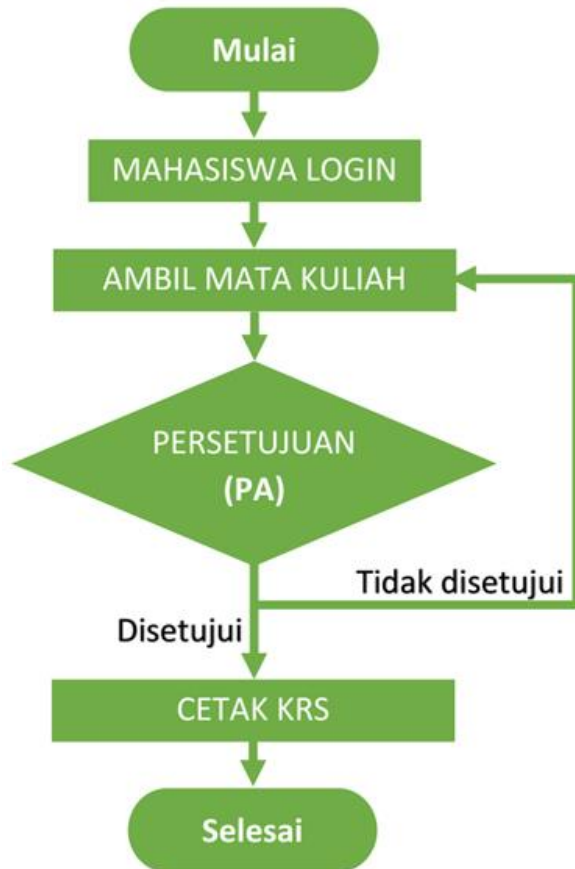 Mulai
MAHASISWA LOGIN
AMBIL MATA KULIAH
PERSETUJUAN
(PA)
Tidak disetujui
Disetujui
CETAK KRS
Selesai